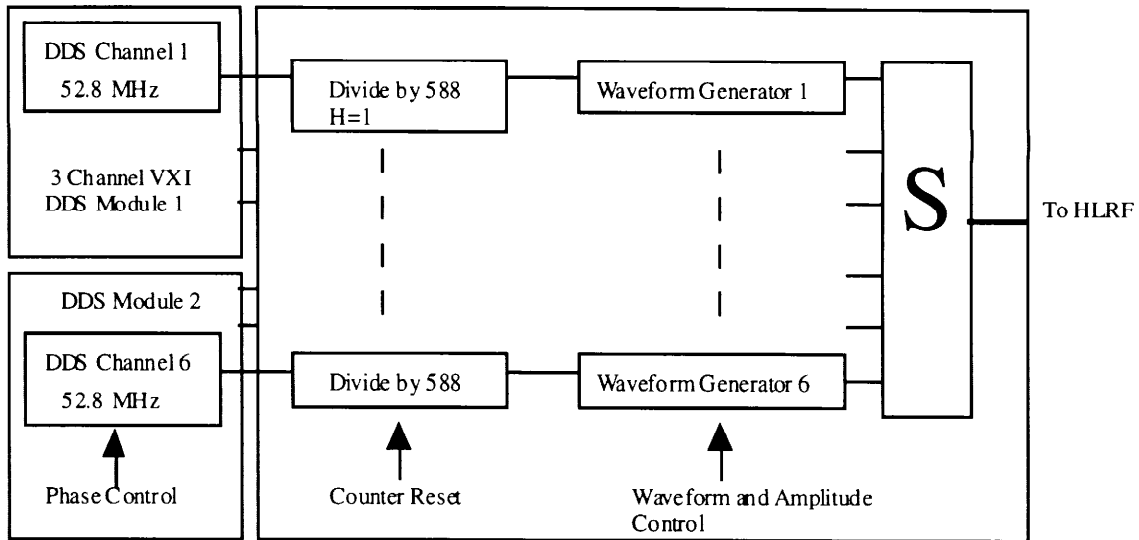 DDS Channel 1
52.8 MHz
3 Channel VXI
DDS Module 1
Divide by 588
H=1
Waveform Generator 1
S
To HLRF
DDS Module 2
DDS Channel 6
52.8 MHz
Divide by 588
Waveform Generator 6
Phase Control
Counter Reset
Waveform and Amplitude
Control